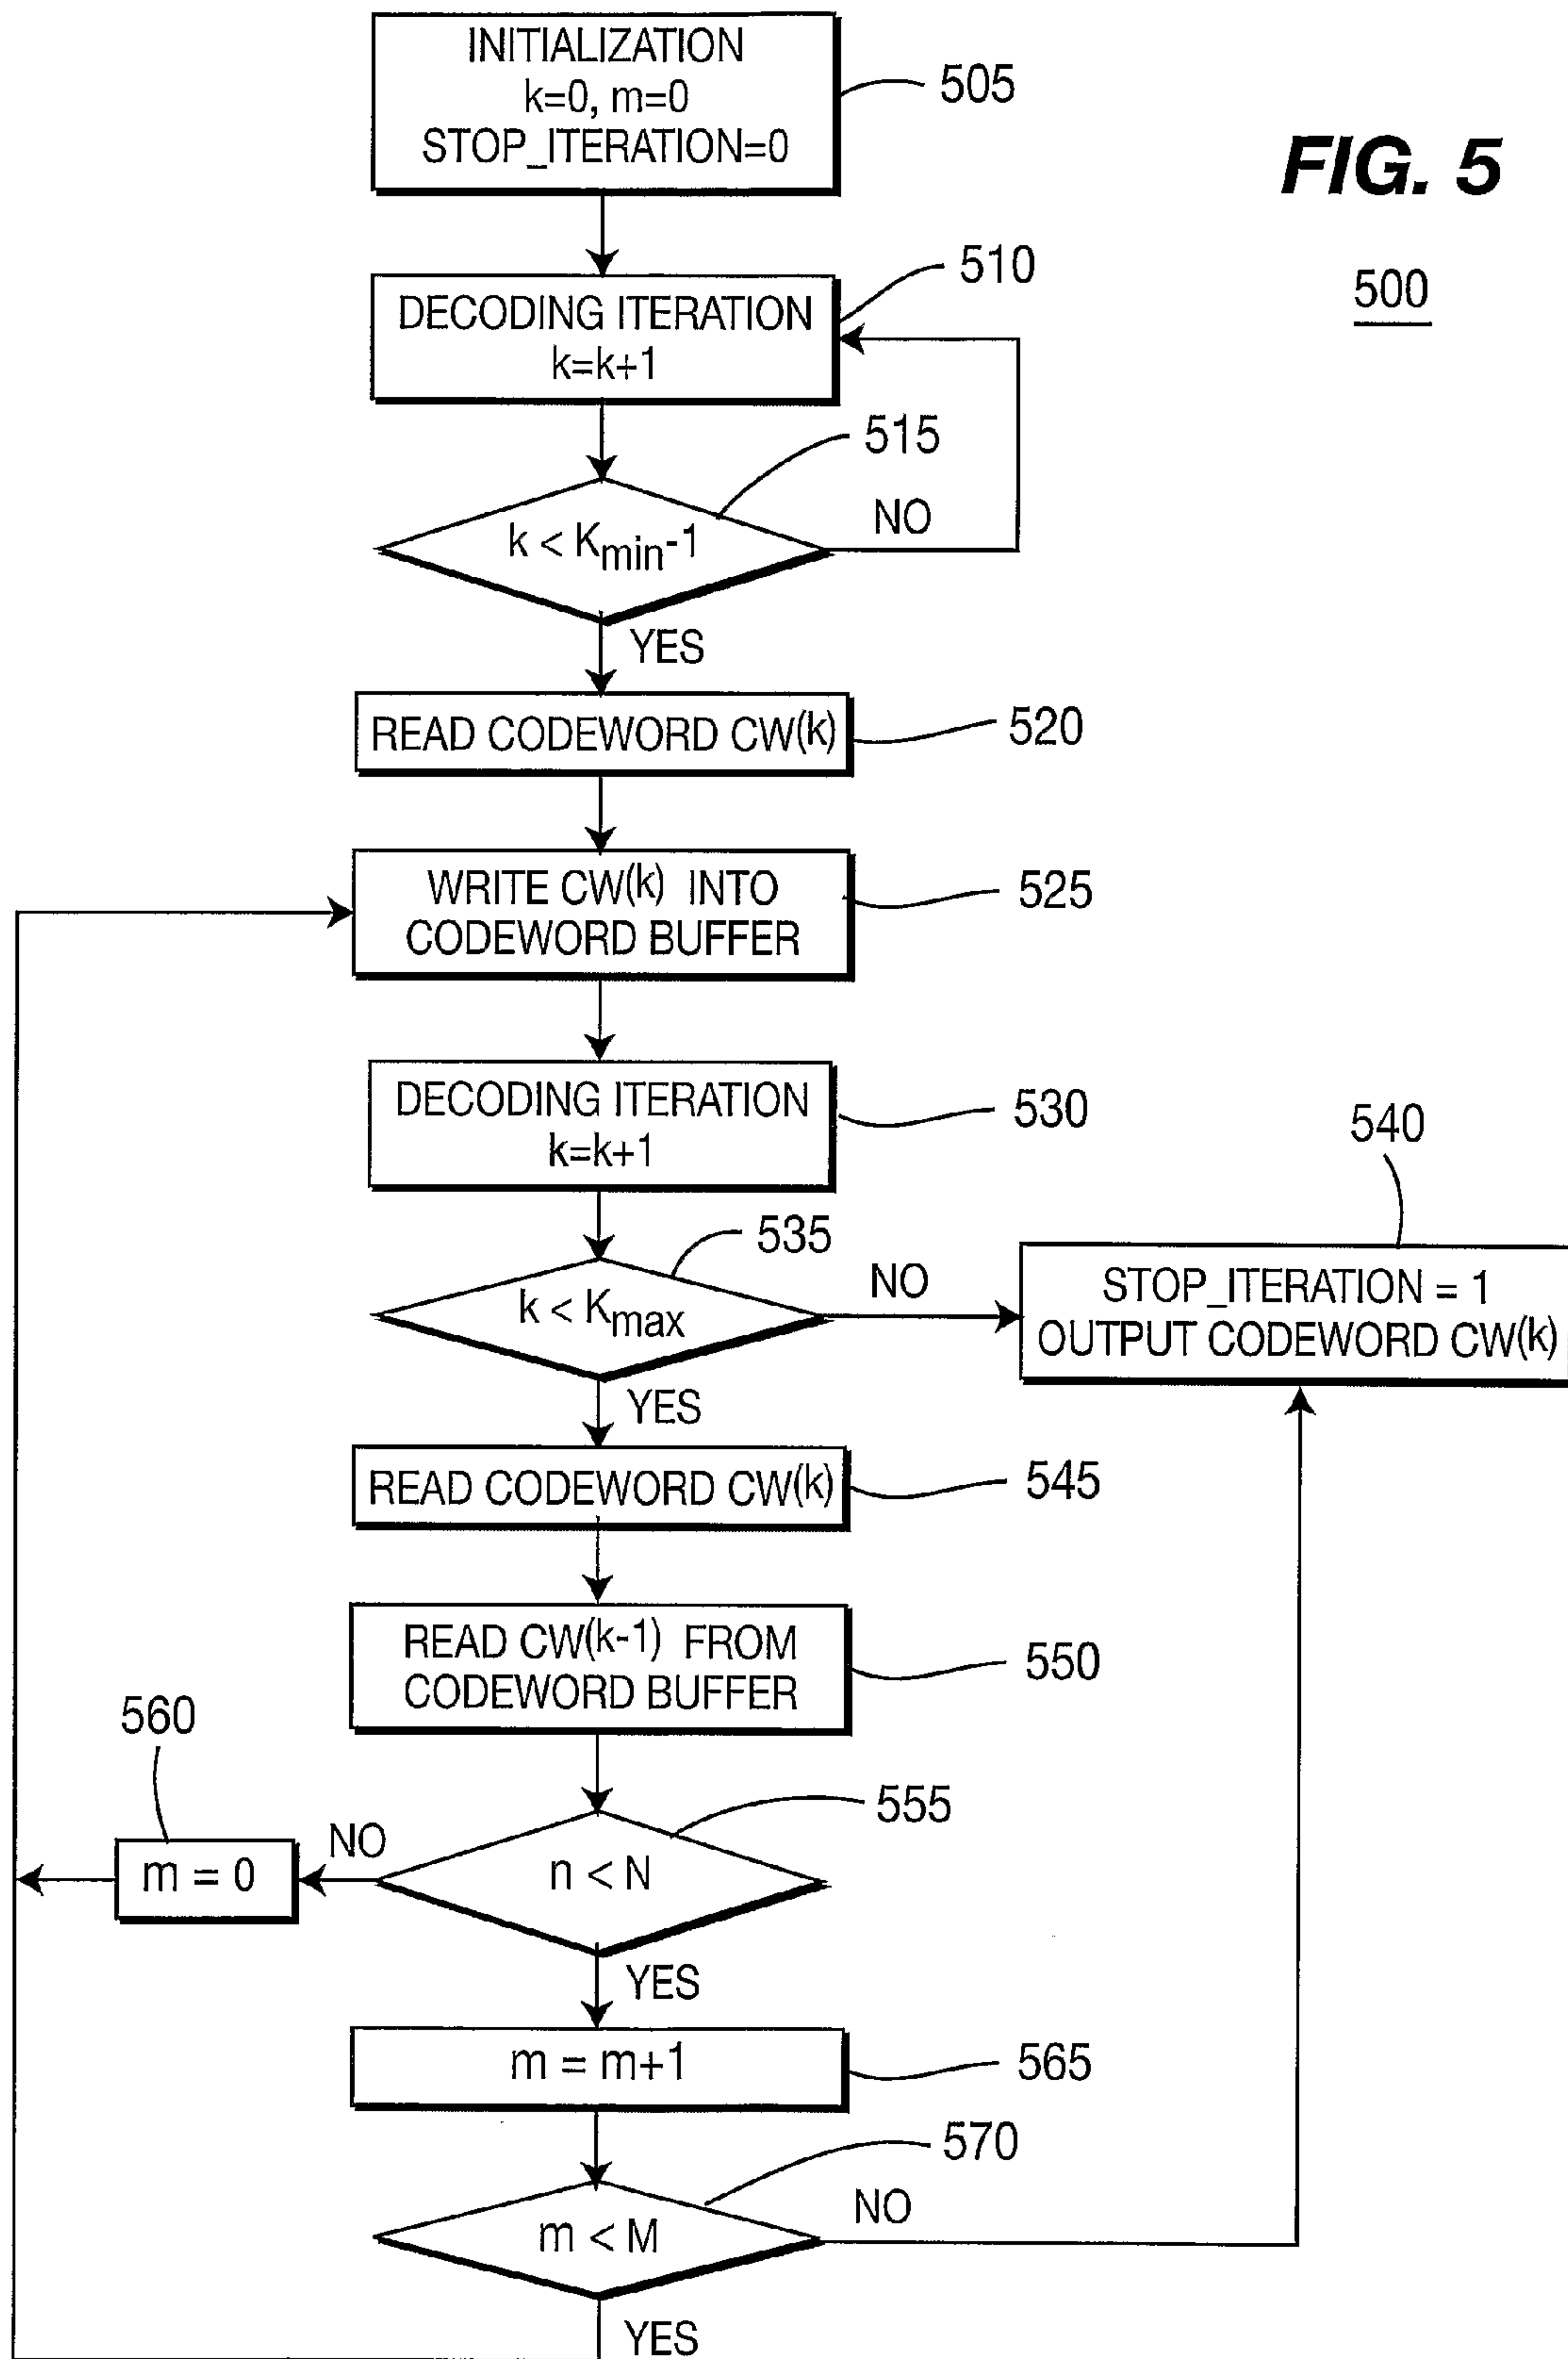 INITIALIZATION
k=0, m=0
STOP_ITERATION=0
505
FIG. 5
500
DECODING ITERATION
k=k+1
510
k < Kmin-1
515
NO
YES
READ CODEWORD CW(k)
520
WRITE CW(k) INTO
CODEWORD BUFFER
525
DECODING ITERATION
k=k+1
530
k < Kmax
535
NO
STOP_ITERATION = 1
OUTPUT CODEWORD CW(k)
540
YES
READ CODEWORD CW(k)
545
READ CW(k-1) FROM
CODEWORD BUFFER
550
n < N
555
NO
m = 0
560
YES
m = m+1
565
m < M
570
NO
YES